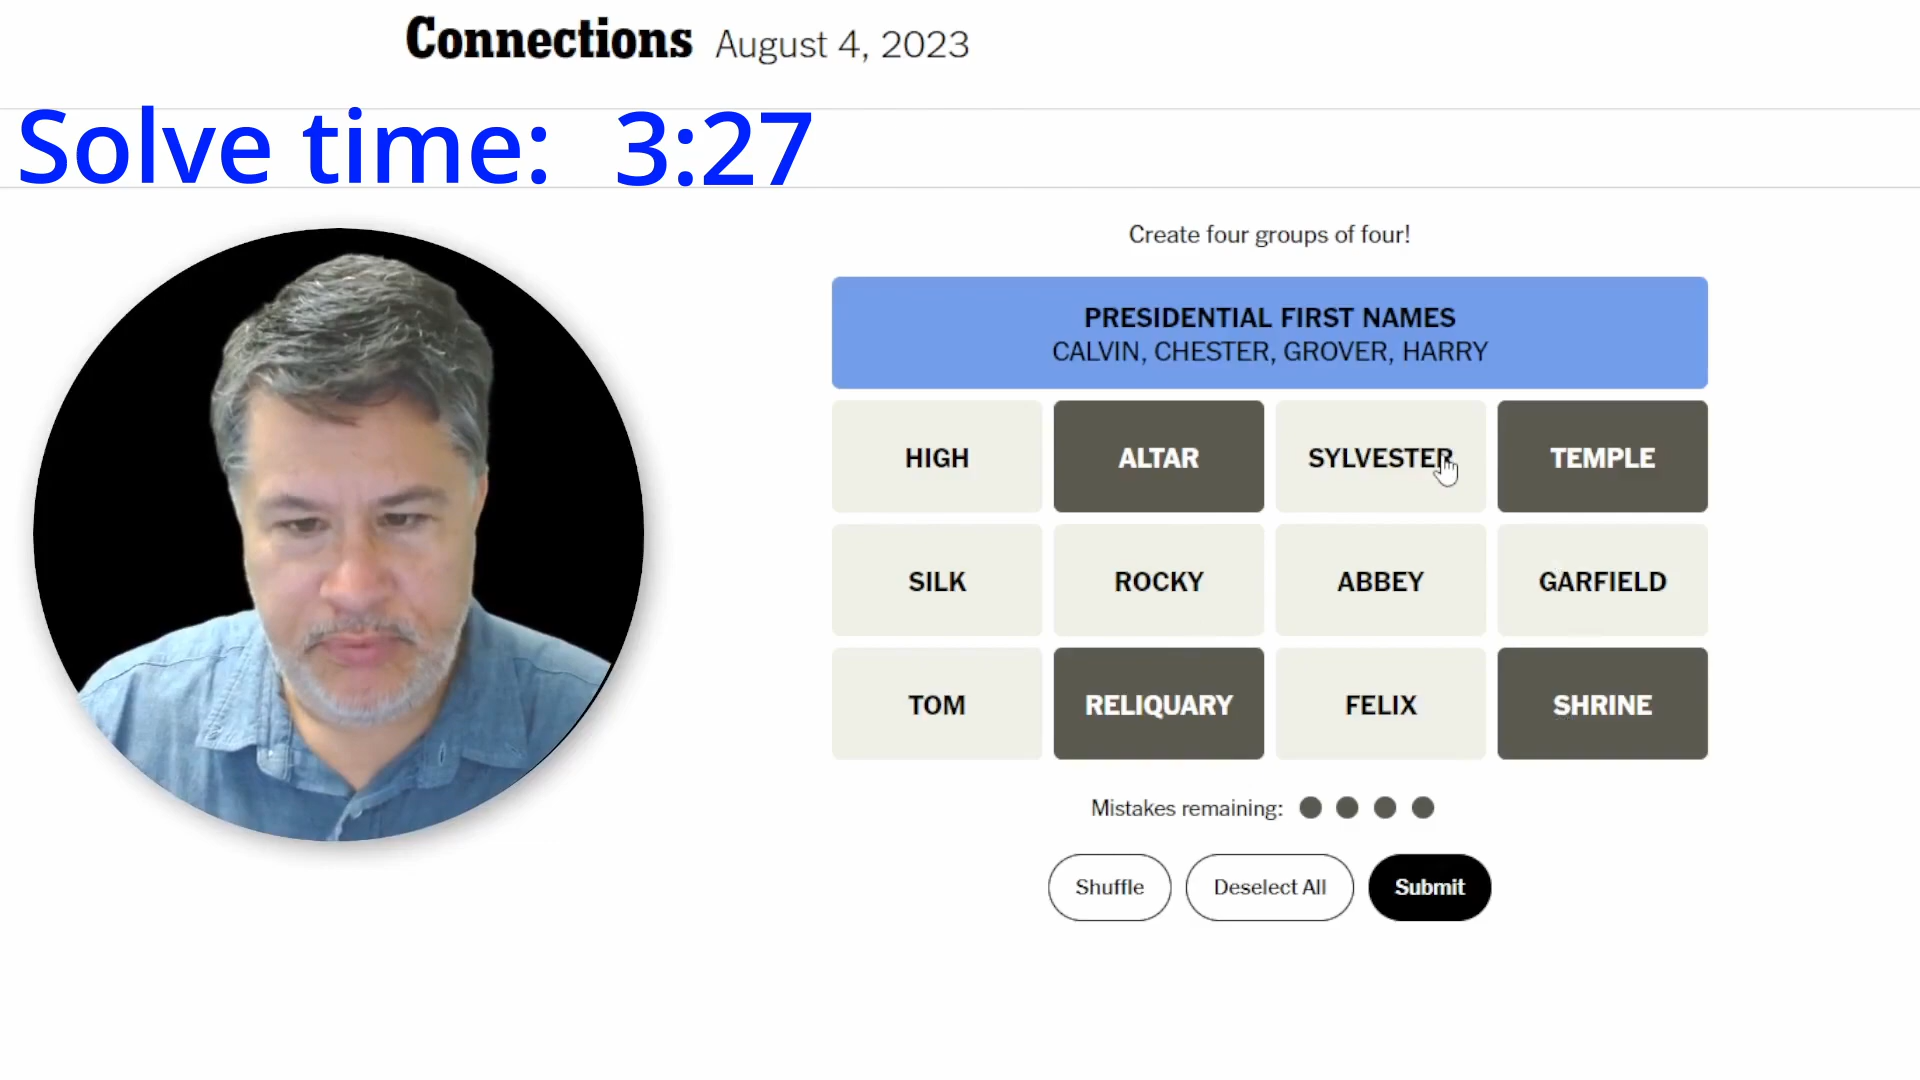 Connections August 4, 2023
Solve time: 3:27
Create four groups of four!
PRESIDENTIAL FIRST NAMES
CALVIN, CHESTER, GROVER, HARRY
HIGH ALTAR SYLVESTER TEMPLE
SILK ROCKY ABBEY GARFIELD
TOM RELIQUARY FELIX SHRINE
Mistakes remaining:
Shuffle Deselect All Submit